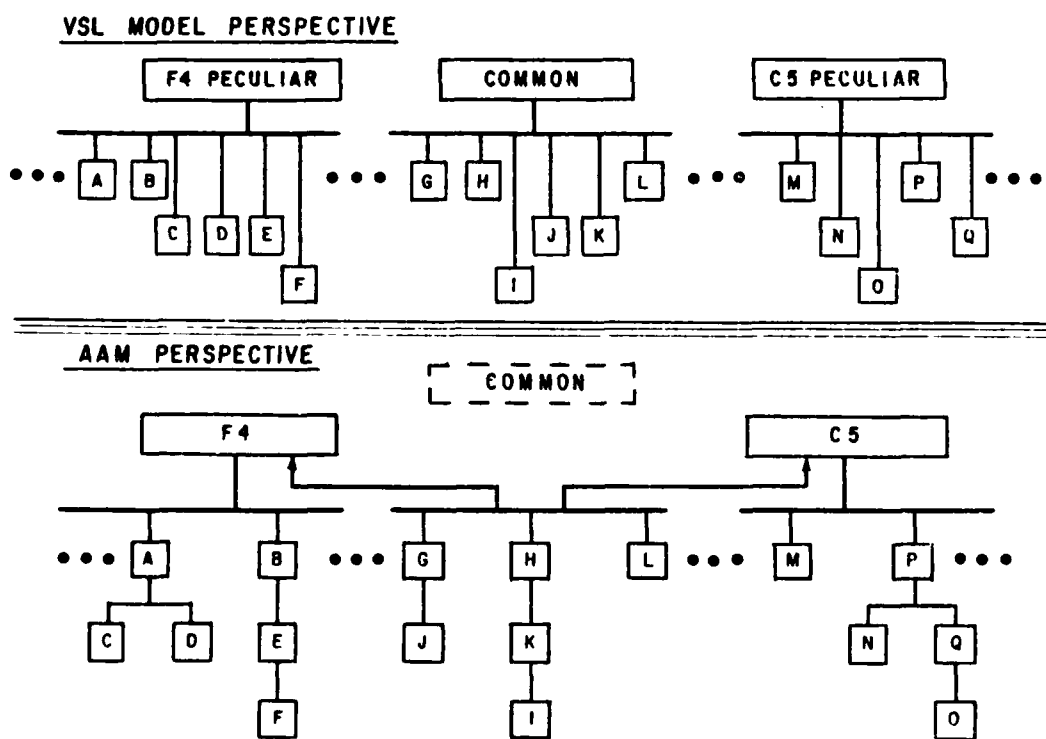 VSL MODEL PERSPECTIVE
F4 PECULIAR COMMON C5 PECULIAR
A B G H L M P
C D E J K N Q
F I O
AAM PERSPECTIVE
COMMON
F4 C5
A B G H L M P
C D E J K N Q
F I O